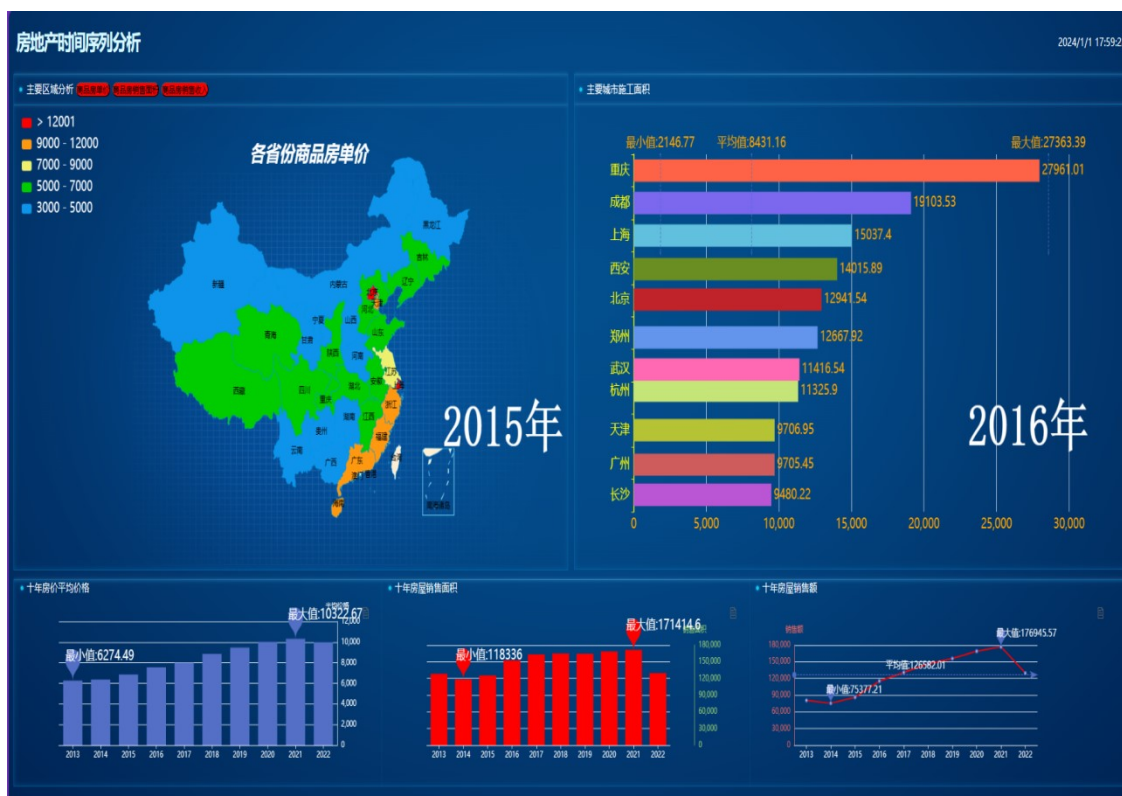 房地产时间序列分析
2024/1/1 17:59:2
主要区域分析
主要城市施工面积
> 12001
9000 - 12000
7000 - 9000
5000 - 7000
3000 - 5000
各省份商品房单价
黑龙江
吉林
新疆
内蒙古
辽宁
北京
天津
河北
宁夏
山西
青海
甘肃
山东
陕西
河南
江苏
西藏
四川
湖北
安徽
上海
重庆
浙江
湖南
江西
贵州
福建
云南
广西
广东
台湾
2015年
最小值:2146.77
平均值:8431.16
最大值:27363.39
重庆 27961.01
成都 19103.53
上海 15037.4
西安 14015.89
北京 12941.54
郑州 12667.92
武汉 11416.54
杭州 11325.9
天津 9706.95
广州 9705.45
长沙 9480.22
0 5,000 10,000 15,000 20,000 25,000 30,000
2016年
十年房价平均价格
最大值:10322.67
最小值:6274.49
12,000
10,000
8,000
6,000
4,000
2,000
0
2013 2014 2015 2016 2017 2018 2019 2020 2021 2022
十年房屋销售面积
最大值:171414.6
最小值:118336
180,000
150,000
120,000
90,000
60,000
30,000
0
2013 2014 2015 2016 2017 2018 2019 2020 2021 2022
十年房屋销售额
销售额
最大值:176945.57
平均值:126582.01
最小值:75377.21
180,000
150,000
120,000
90,000
60,000
30,000
0
2013 2014 2015 2016 2017 2018 2019 2020 2021 2022